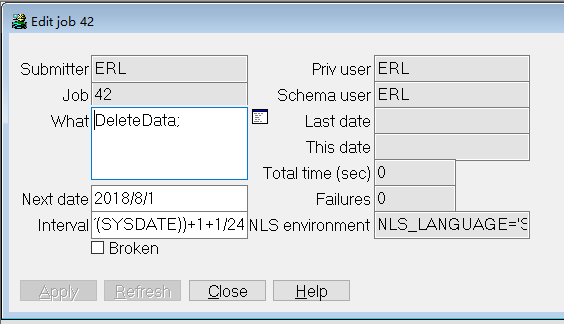 Edit job 42
Submitter ERL
Priv user ERL
Job 42
Schema user ERL
What DeleteData;
Last date
This date
Total time (sec) 0
Next date 2018/8/1
Failures 0
Interval (SYSDATE))+1+1/24
NLS environment NLS_LANGUAGE='S
Broken
Apply Refresh Close Help